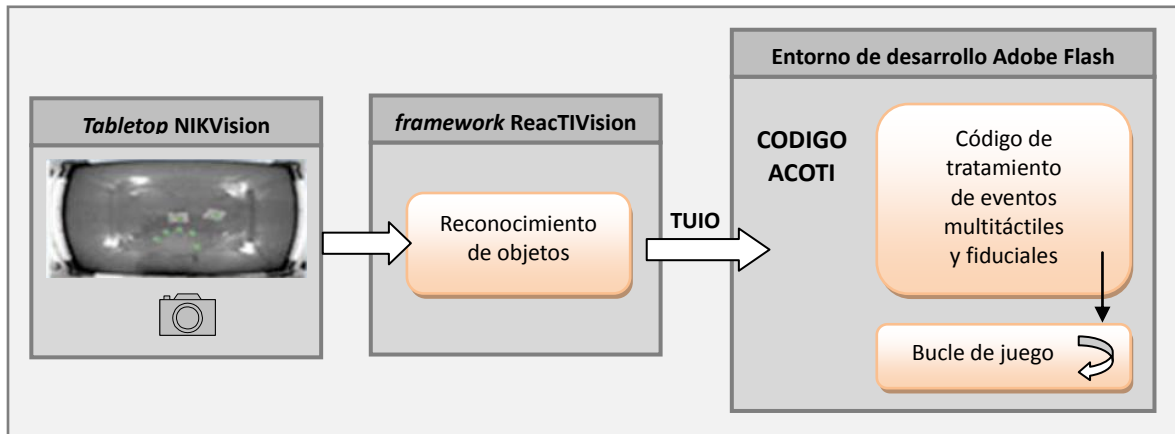 Tabletop NIKVision
framework ReacTIVision
Reconocimiento
de objetos
TUIO
Entorno de desarrollo Adobe Flash
CODIGO
ACOTI
Código de
tratamiento
de eventos
multitáctiles
y fiduciales
Bucle de juego